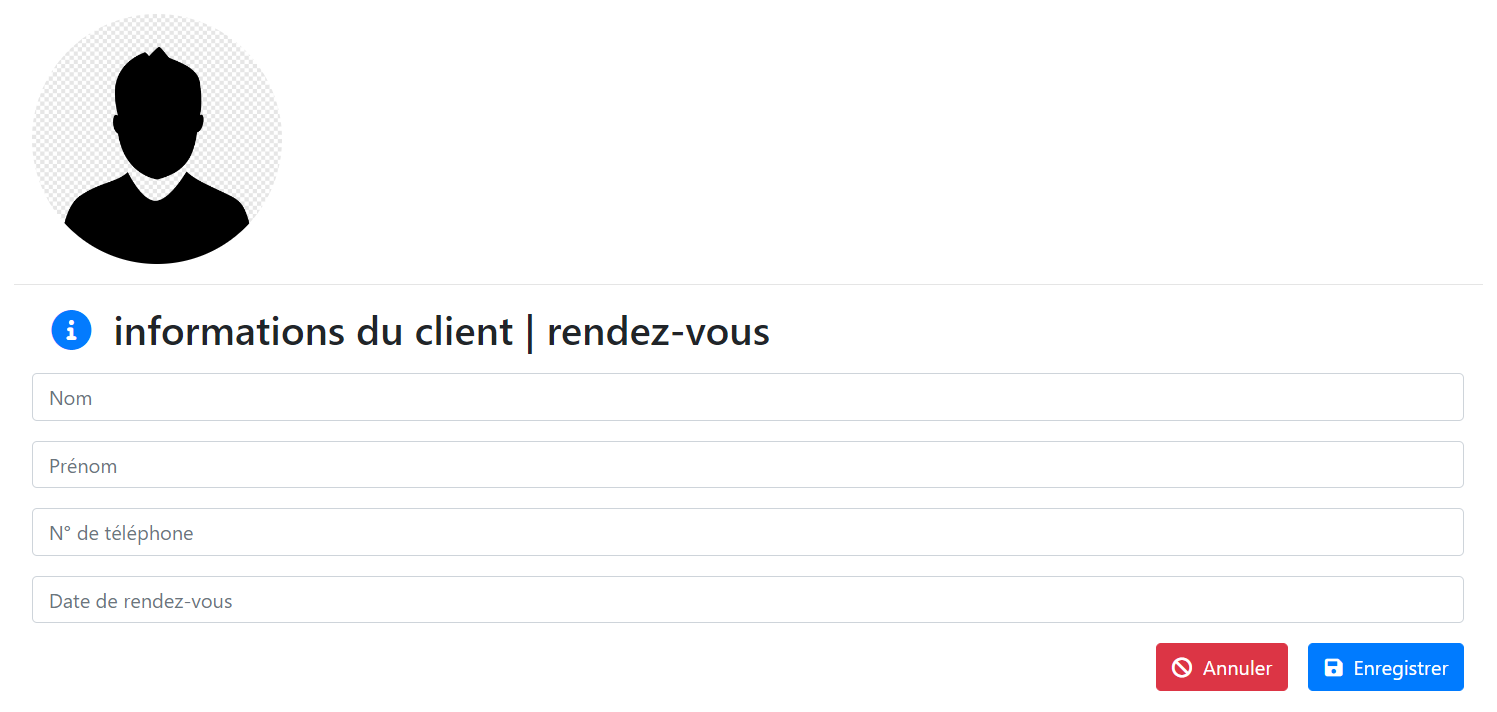 informations du client | rendez-vous
Nom
Prénom
N° de téléphone
Date de rendez-vous
Annuler Enregistrer